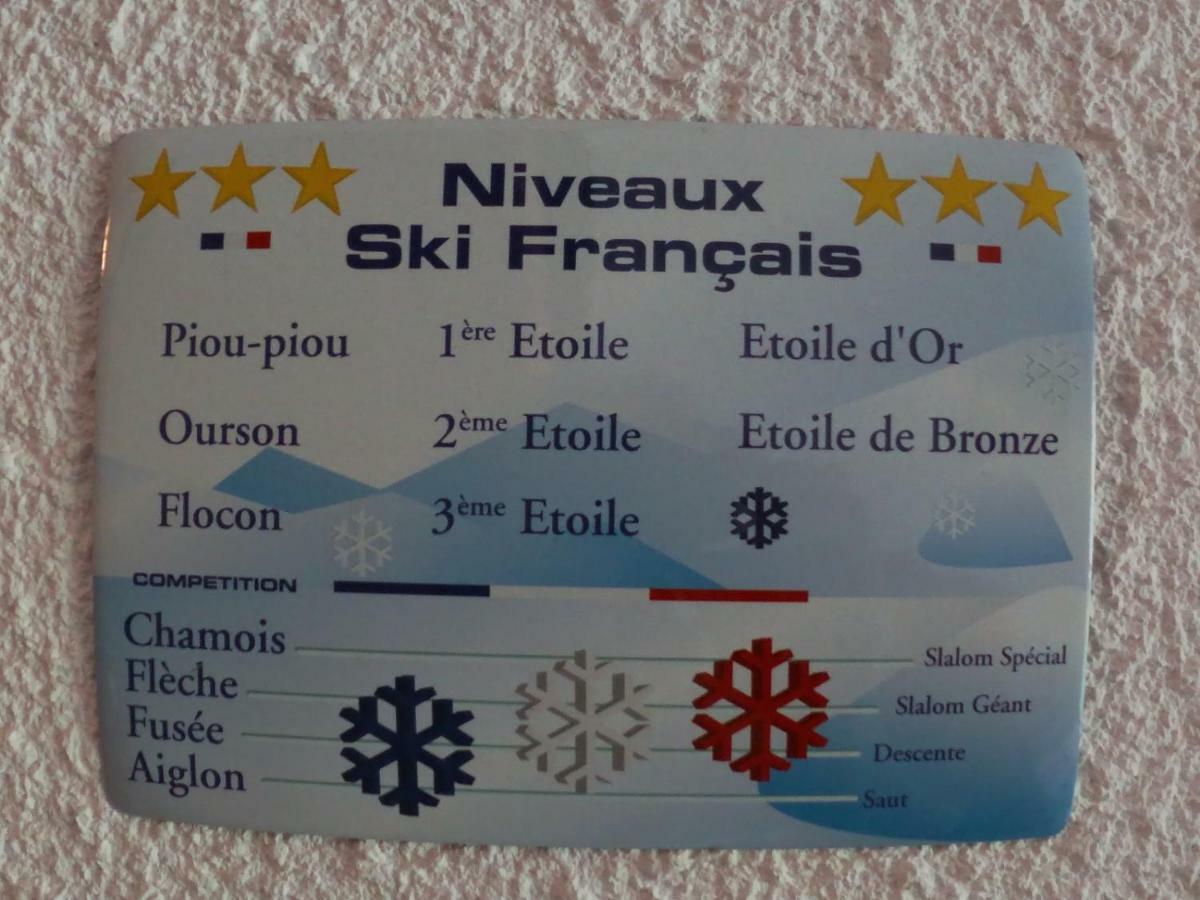 Niveaux
Ski Français
Piou-piou 1ère Etoile Etoile d'Or
Ourson 2ème Etoile Etoile de Bronze
Flocon 3ème Etoile
COMPETITION
Chamois Slalom Spécial
Flèche Slalom Géant
Fusée Descente
Aiglon Saut